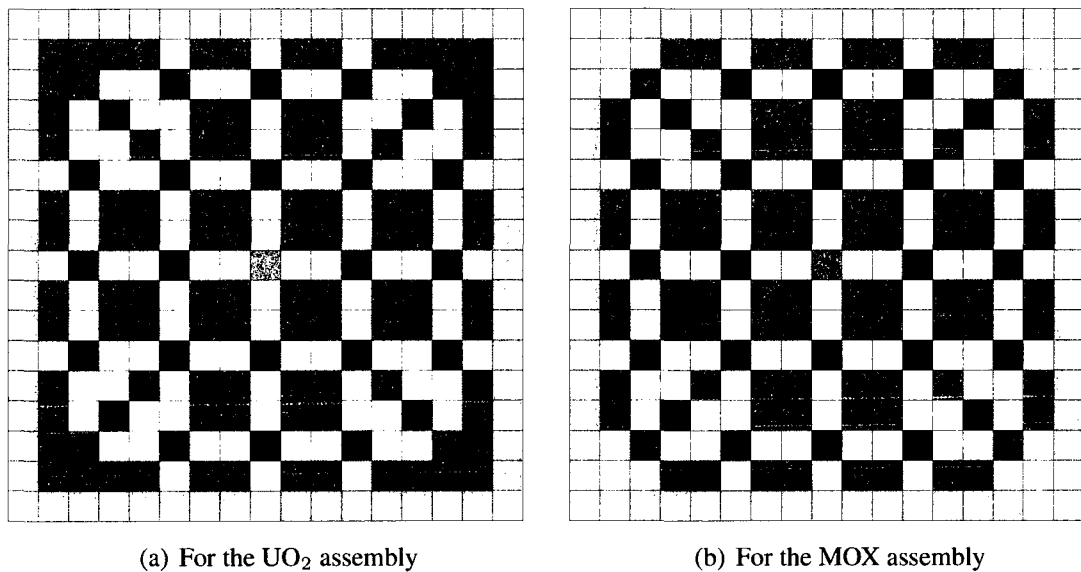 (a) For the UO₂ assembly
(b) For the MOX assembly